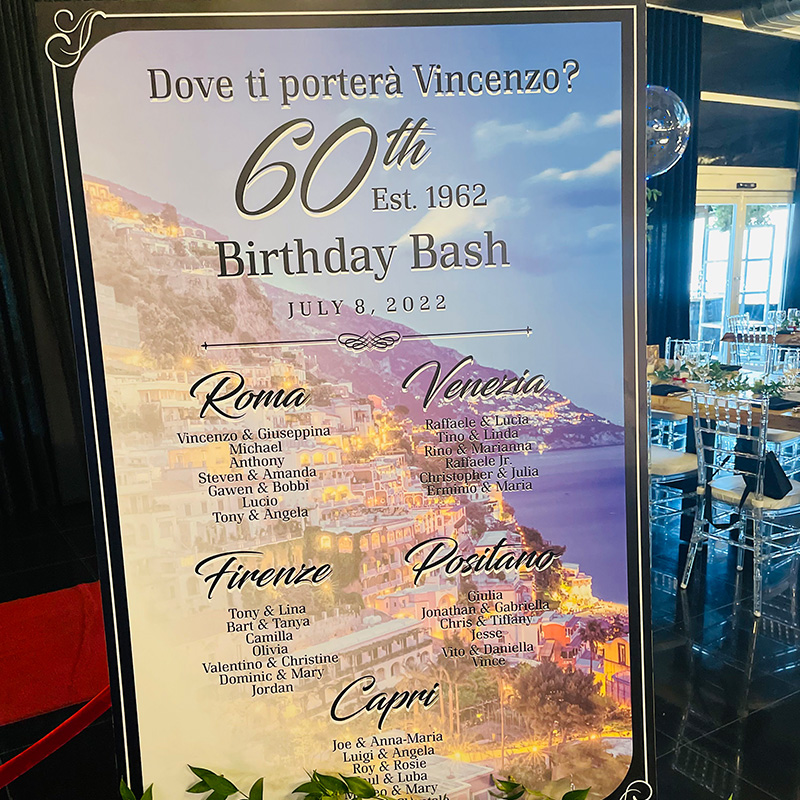 Dove ti porterà Vincenzo?
60th
Est. 1962
Birthday Bash
JULY 8, 2022
Roma
Vincenzo & Giuseppina
Michael
Anthony
Steven & Amanda
Gawen & Bobbi
Lucio
Tony & Angela
Venezia
Raffaele & Lucia
Tino & Linda
Rino & Marianna
Raffaele Jr.
Christopher & Julia
Ermimo & Maria
Firenze
Tony & Lina
Bart & Tanya
Camilla
Olivia
Valentino & Christine
Dominic & Mary
Jordan
Positano
Giulia
Jonathan & Gabriella
Chris & Tiffany
Jesse
Vito & Daniella
Vince
Capri
Joe & Anna-Maria
Luigi & Angela
Roy & Rosie
& Luba
& Mary